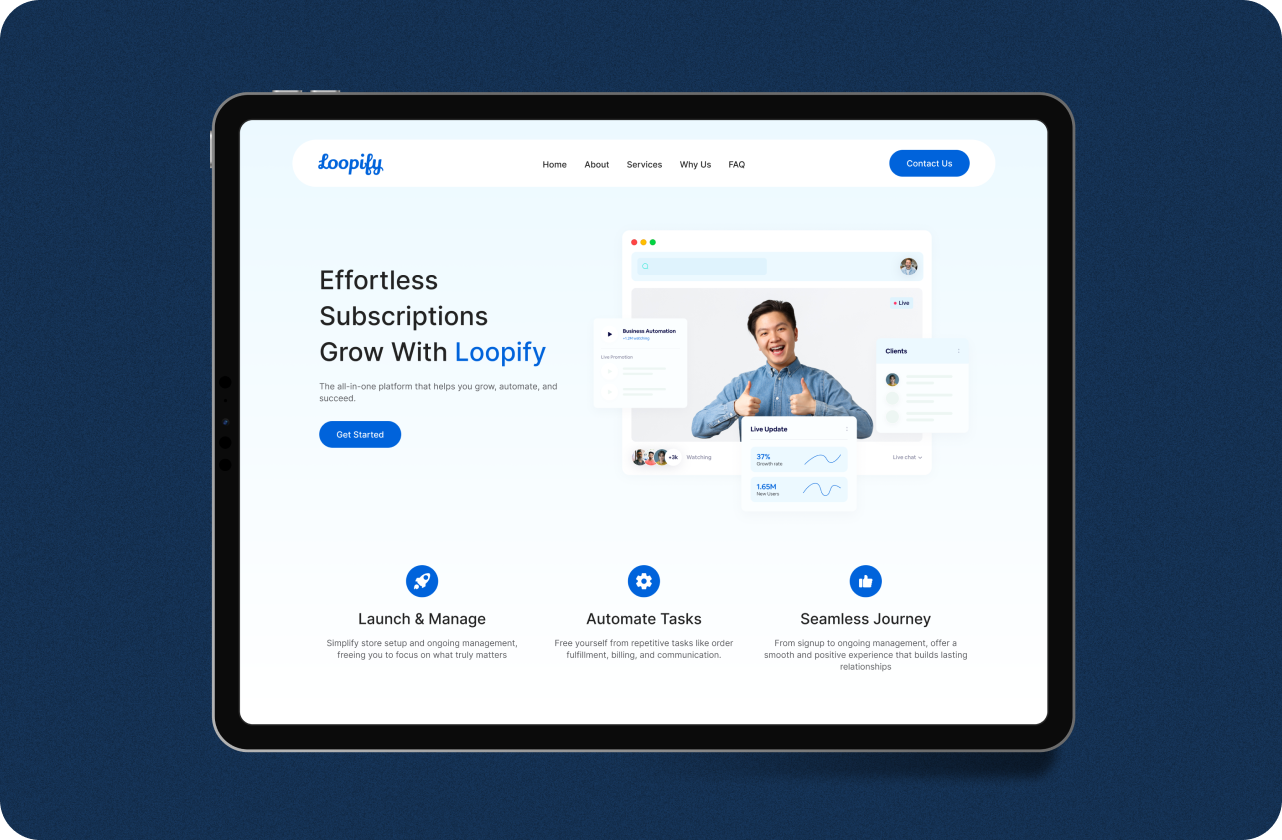 Loopify
Home
About
Services
Why Us
FAQ
Contact Us
Effortless
Subscriptions
Grow With Loopify
The all-in-one platform that helps you grow, automate, and
succeed.
Get Started
Live
Business Automation
+12M watching
Live Promotion
Clients
Live Update
37%
Growth rate
1.65M
New Users
+3k
Watching
Live chat
Launch & Manage
Simplify store setup and ongoing management,
freeing you to focus on what truly matters
Automate Tasks
Free yourself from repetitive tasks like order
fulfillment, billing, and communication.
Seamless Journey
From signup to ongoing management, offer a
smooth and positive experience that builds lasting
relationships